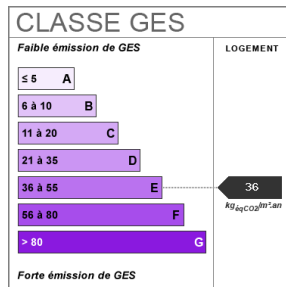 CLASSE GES
Faible émission de GES
LOGEMENT
≤ 5 A
6 à 10 B
11 à 20 C
21 à 35 D
36 à 55 E
36
kgéqCO2/m².an
56 à 80 F
> 80 G
Forte émission de GES